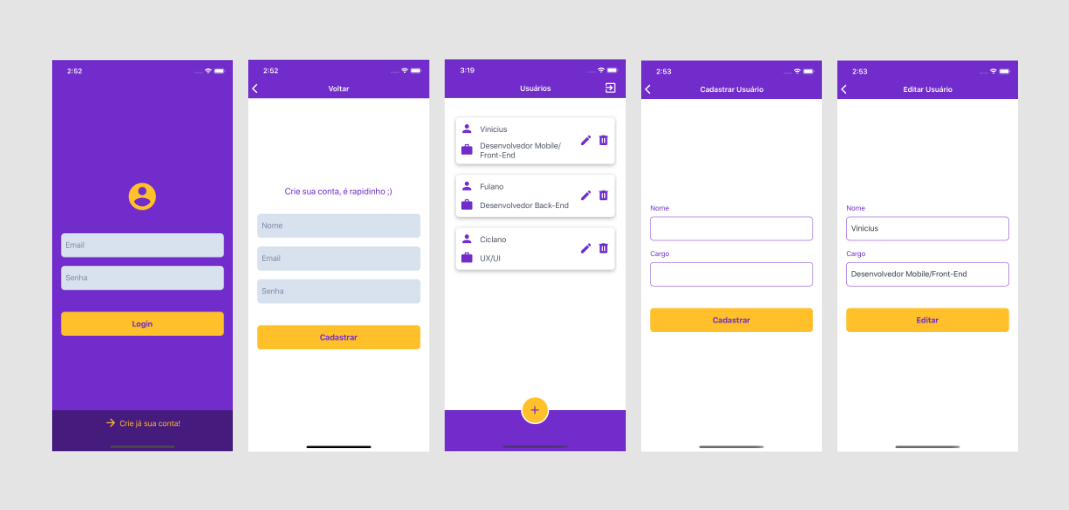 2:52
Email
Senha
Login
Crie já sua conta!
2:52
Voltar
Crie sua conta, é rapidinho ;)
Nome
Email
Senha
Cadastrar
3:19
Usuários
Vinicius
Desenvolvedor Mobile/
Front-End
Fulano
Desenvolvedor Back-End
Ciclano
UX/UI
+
2:53
Cadastrar Usuário
Nome
Cargo
Cadastrar
2:53
Editar Usuário
Nome
Vinicius
Cargo
Desenvolvedor Mobile/Front-End
Editar